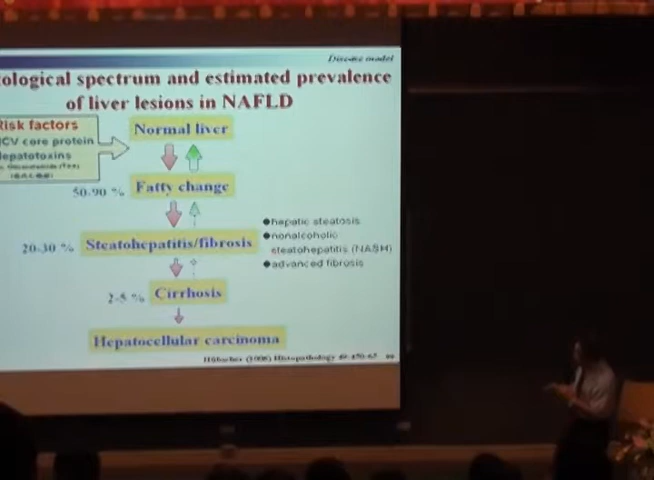 Disease model
ological spectrum and estimated prevalence
of liver lesions in NAFLD
Risk factors
CV core protein
epatotoxins
Normal liver
50-90 %
Fatty change
20-30 %
Steatohepatitis/fibrosis
●hepatic steatosis
●nonalcoholic
steatohepatitis (NASH)
●advanced fibrosis
2-5 %
Cirrhosis
Hepatocellular carcinoma
(2006) Histopathology